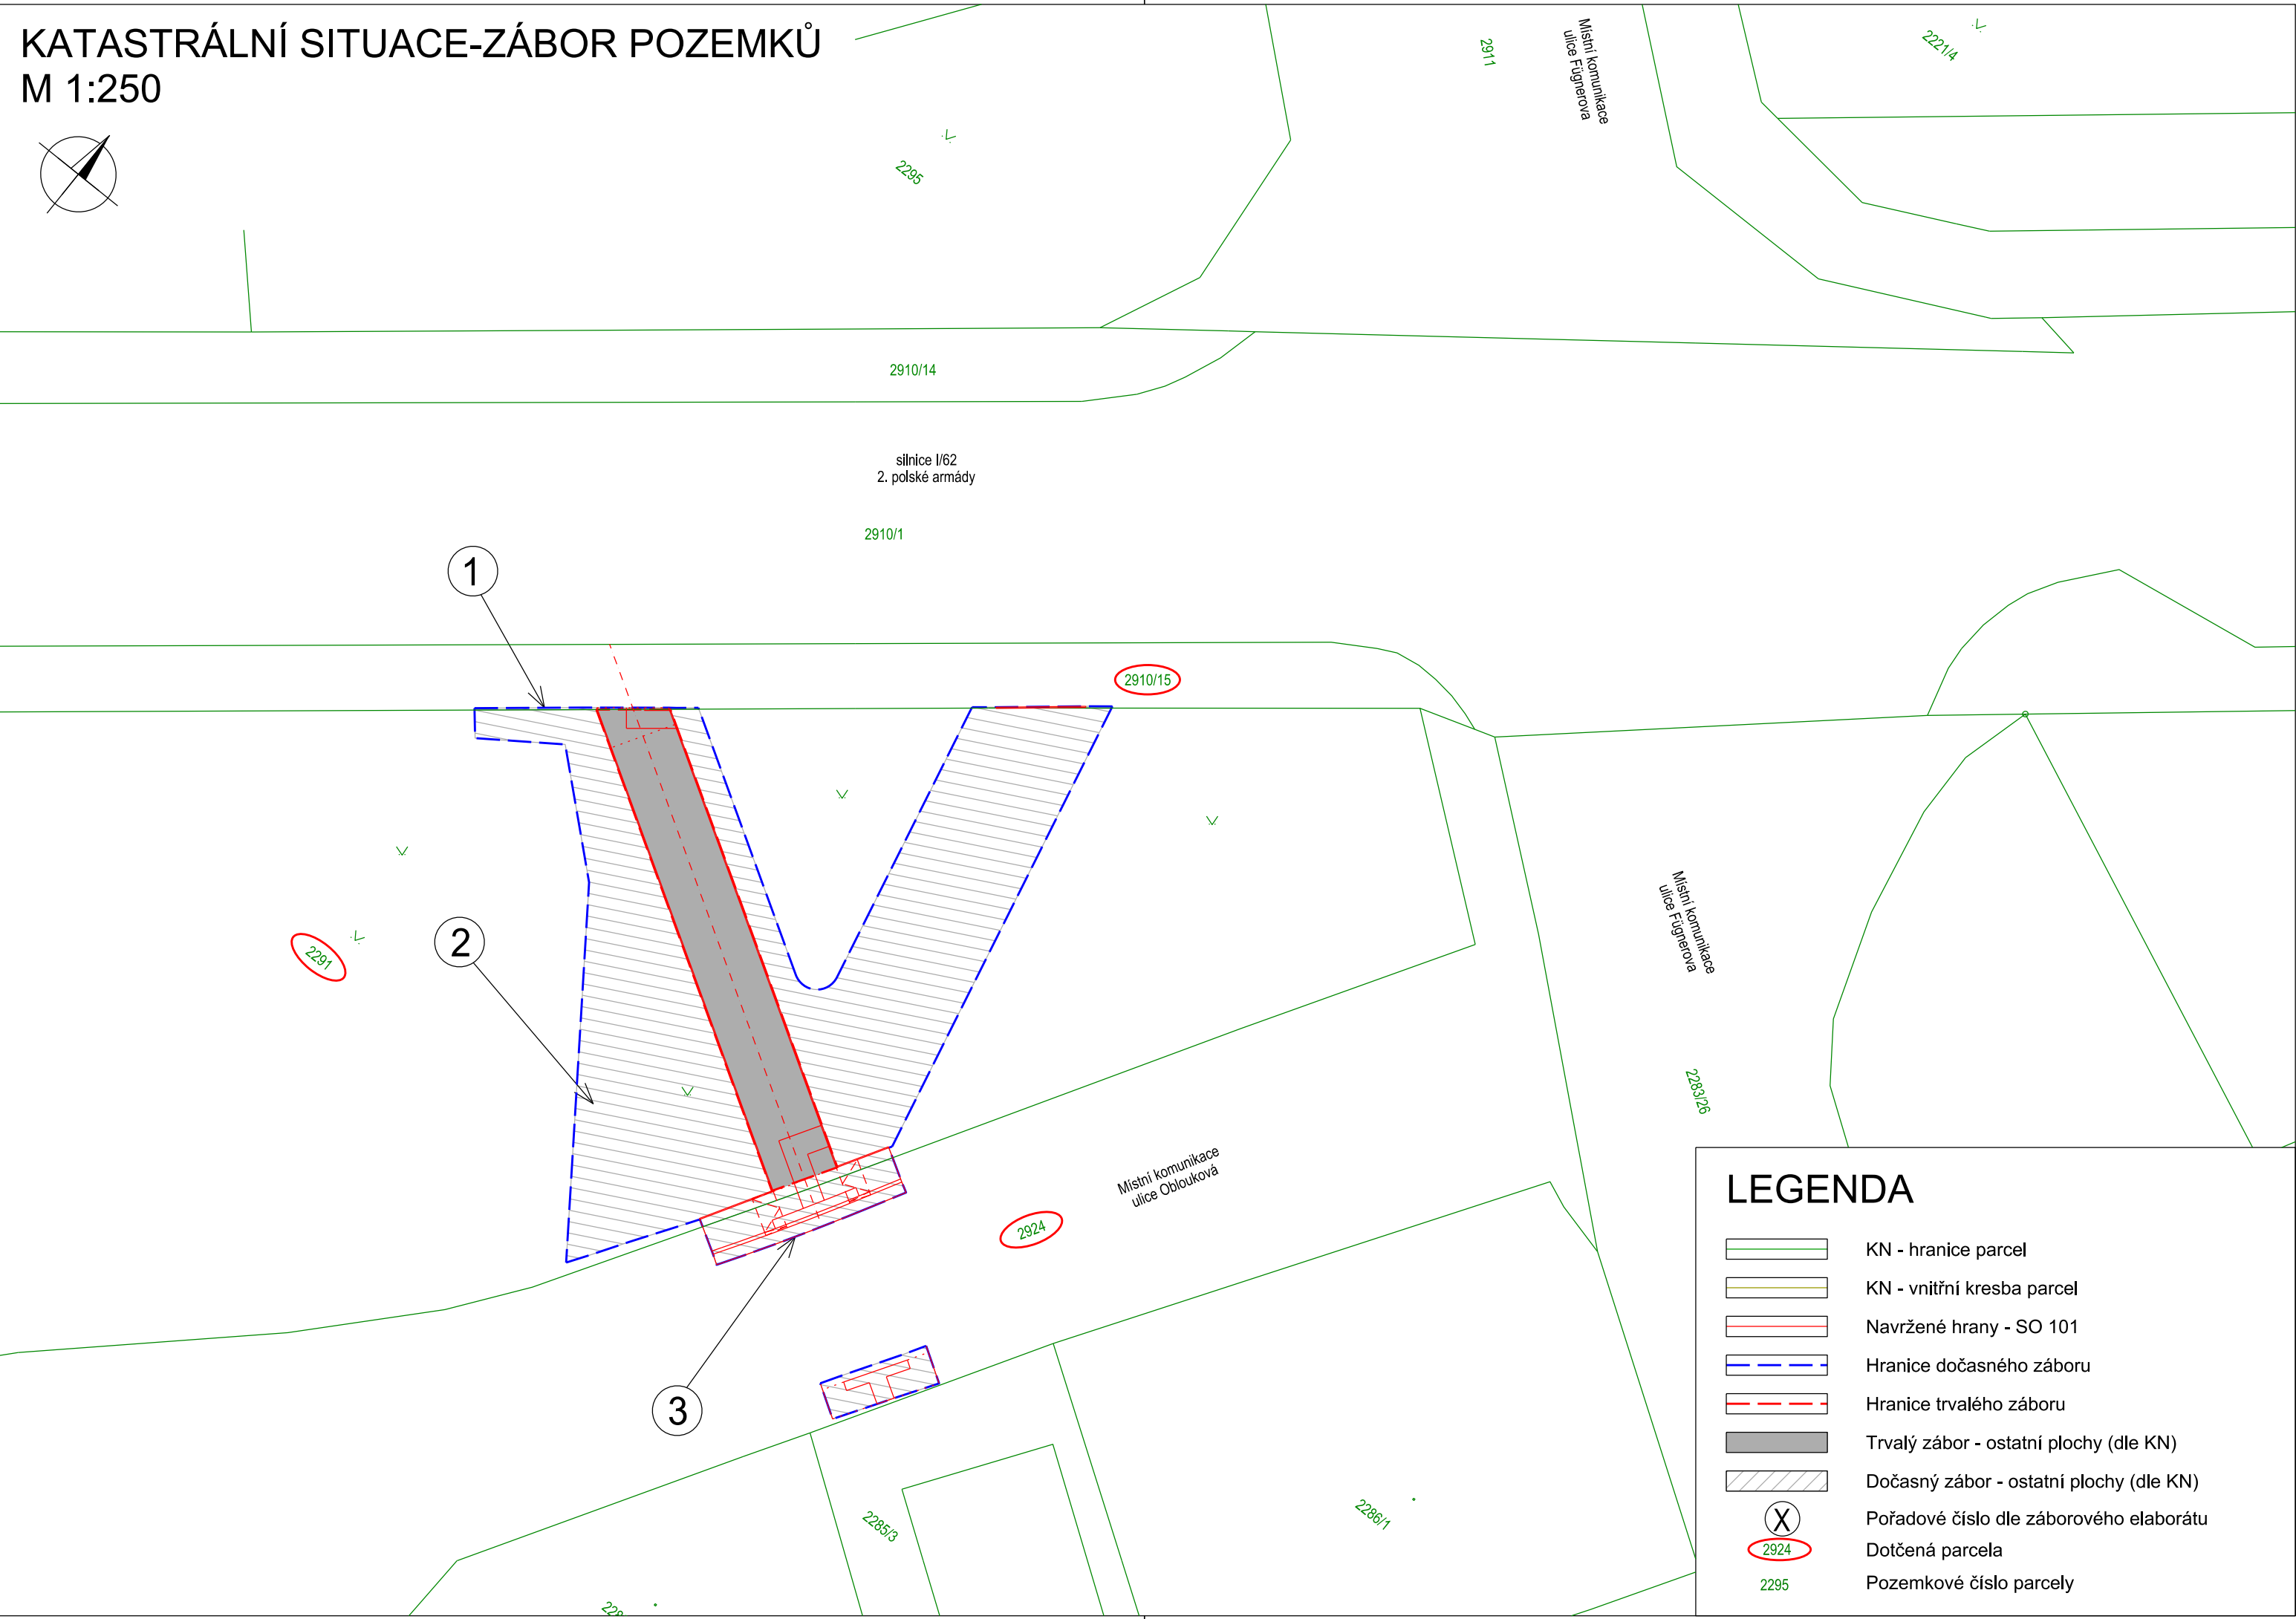 KATASTRÁLNÍ SITUACE-ZÁBOR POZEMKŮ
M 1:250
2911
Místní komunikace
ulice Fügnerova
2221/4
2295
2910/14
silnice I/62
2. polské armády
2910/1
1
2910/15
2
2291
Místní komunikace
ulice Fügnerova
2283/26
Místní komunikace
ulice Oblouková
2924
3
2285/3
2286/1
LEGENDA
KN - hranice parcel
KN - vnitřní kresba parcel
Navržené hrany - SO 101
Hranice dočasného záboru
Hranice trvalého záboru
Trvalý zábor - ostatní plochy (dle KN)
Dočasný zábor - ostatní plochy (dle KN)
X Pořadové číslo dle záborového elaborátu
2924 Dotčená parcela
2295 Pozemkové číslo parcely